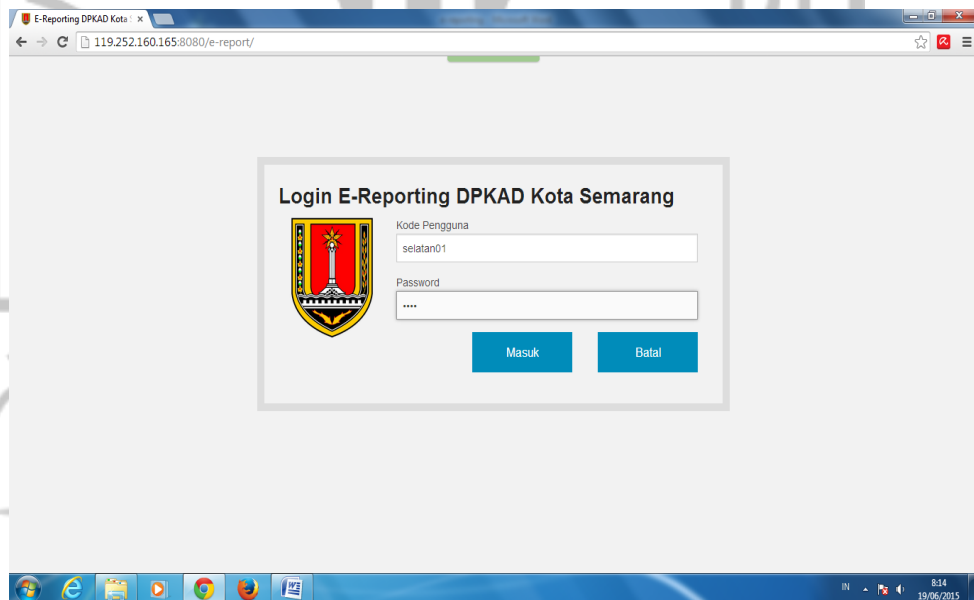 E-Reporting DPKAD Kota
119.252.160.165:8080/e-report/
Login E-Reporting DPKAD Kota Semarang
Kode Pengguna
selatan01
Password
••••
Masuk
Batal
IN
8:14
19/06/2015